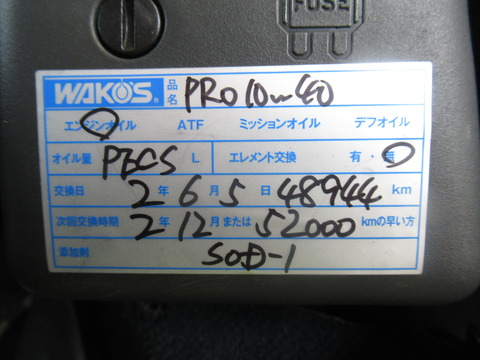 FUSE
WAKO'S 品名 PRO 10w40
エンジンオイル ATF ミッションオイル デフオイル
オイル量 PECS L エレメント交換 有・無
交換日 2年 6月 5日 48944 km
次回交換時期 2年 12月または 52000 kmの早い方
添加剤 SOD-1